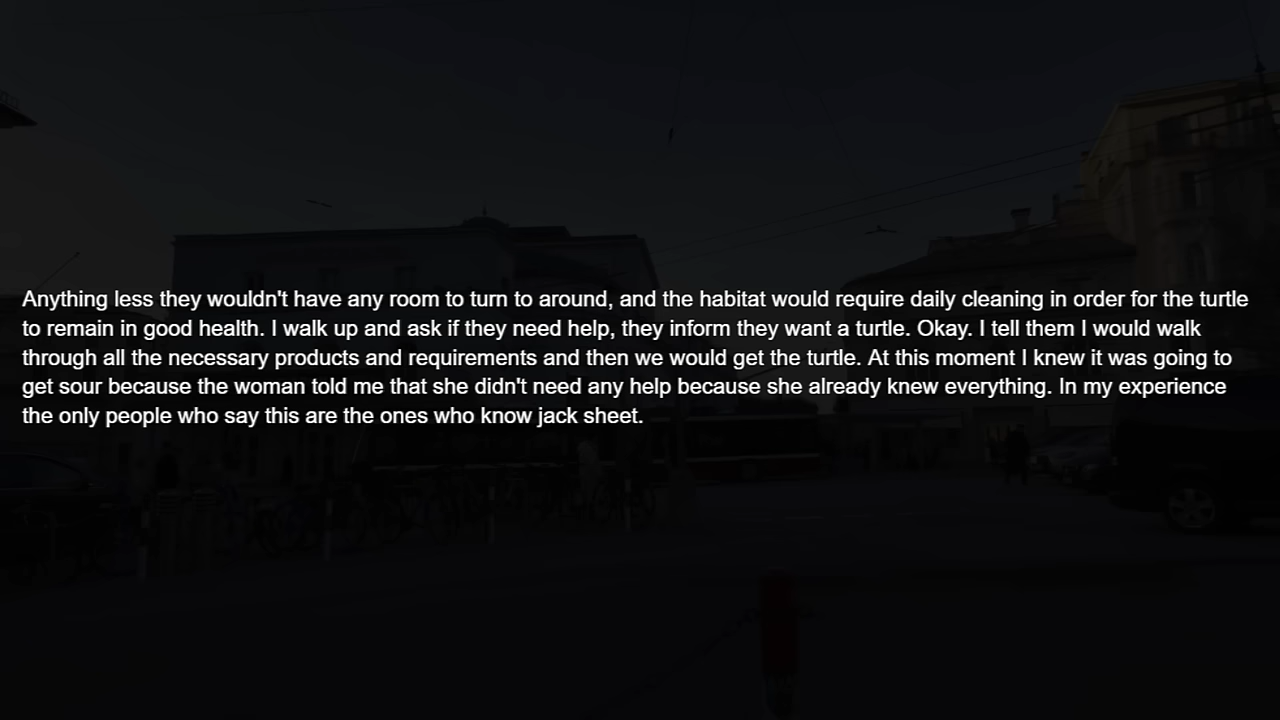 Anything less they wouldn't have any room to turn to around, and the habitat would require daily cleaning in order for the turtle
to remain in good health. I walk up and ask if they need help, they inform they want a turtle. Okay. I tell them I would walk
through all the necessary products and requirements and then we would get the turtle. At this moment I knew it was going to
get sour because the woman told me that she didn't need any help because she already knew everything. In my experience
the only people who say this are the ones who know jack sheet.